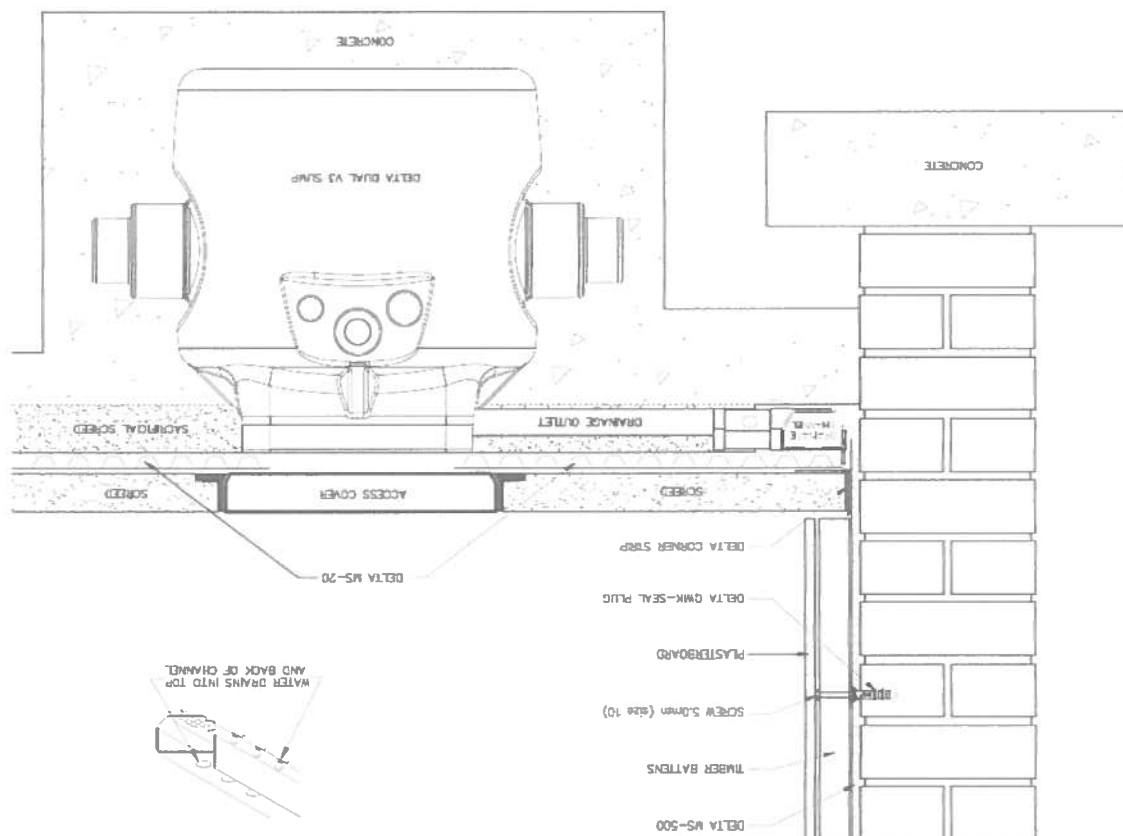 DELTA MS-500
TIMBER BATTENS
SCREW 5.0mm (size 10)
WATER DRAINS INTO TOP
AND BACK OF CHANNEL
PLASTERBOARD
DELTA QWIK-SEAL PLUG
DELTA MS-20
DELTA CORNER STRIP
SCREED
ACCESS COVER
SCREED
DRAINAGE OUTLET
SACRIFICIAL SCREED
DELTA DUAL V3 SUMP
CONCRETE
CONCRETE